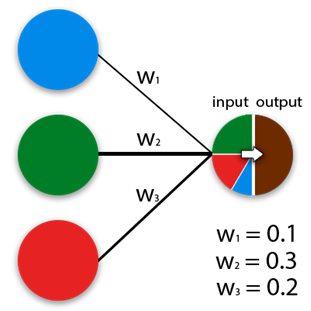 w₁
input output
w₂
w₃
w₁ = 0.1
w₂ = 0.3
w₃ = 0.2